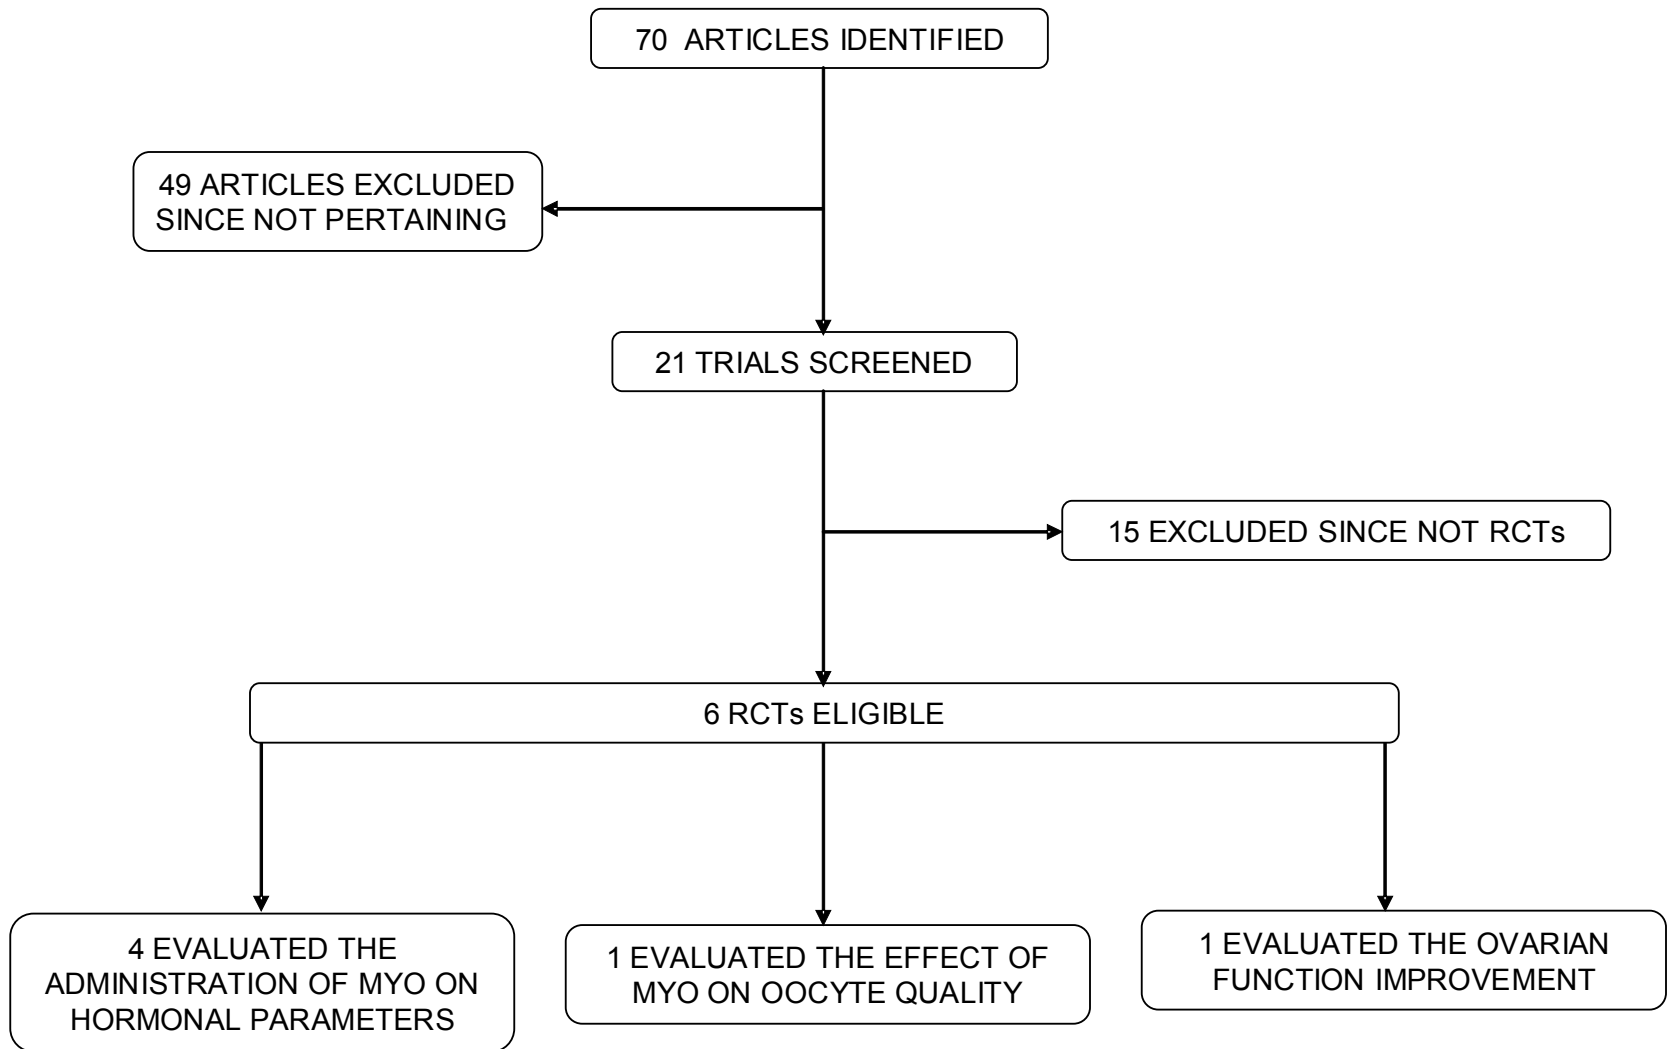 70 ARTICLES IDENTIFIED
49 ARTICLES EXCLUDED
SINCE NOT PERTAINING
21 TRIALS SCREENED
15 EXCLUDED SINCE NOT RCTs
6 RCTs ELIGIBLE
4 EVALUATED THE
ADMINISTRATION OF MYO ON
HORMONAL PARAMETERS
1 EVALUATED THE EFFECT OF
MYO ON OOCYTE QUALITY
1 EVALUATED THE OVARIAN
FUNCTION IMPROVEMENT